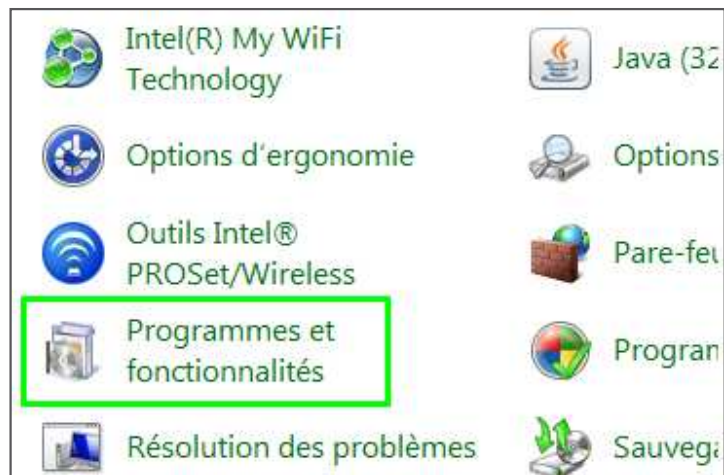 Intel(R) My WiFi
Technology
Java (32
Options d'ergonomie
Options
Outils Intel®
PROSet/Wireless
Pare-feu
Programmes et
fonctionnalités
Program
Résolution des problèmes
Sauvega